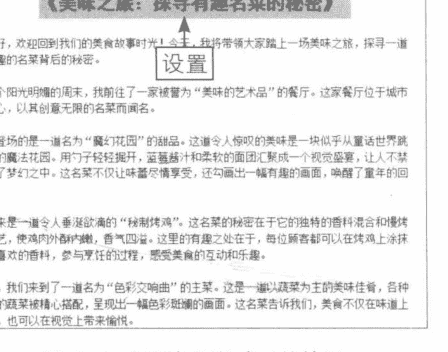 《美味之旅：探寻有趣名菜的秘密》
好，欢迎回到我们的美食故事时光！今天，我将带领大家踏上一场美味之旅，探寻一道
趣的名菜背后的秘密。
设置
个阳光明媚的周末，我前往了一家被誉为“美味的艺术品”的餐厅。这家餐厅位于城市
心，以其创意无限的名菜而闻名。
登场的是一道名为“魔幻花园”的甜品。这道令人惊叹的美味是一块似乎从童话世界跳
的魔法花园。用勺子轻轻掘开，蓝莓酱汁和柔软的面团汇聚成一个视觉盛宴，让人不禁
了梦幻之中。这名菜不仅让味蕾尽情享受，还勾画出一幅有趣的画面，唤醒了童年的回
来是一道令人垂涎欲滴的“秘制烤鸡”。这名菜的秘密在于它的独特的香料混合和慢烤
艺，使鸡肉外酥内嫩，香气四溢。这里的有趣之处在于，每位顾客都可以在烤鸡上涂抹
喜欢的香料，参与烹饪的过程，感受美食的互动和乐趣。
，我们来到了一道名为“色彩交响曲”的主菜。这是一道以蔬菜为主韵美味佳肴，各种
的蔬菜被精心搭配，呈现出一幅色彩斑斓的画面。这名菜告诉我们，美食不仅在味道上
，也可以在视觉上带来愉悦。